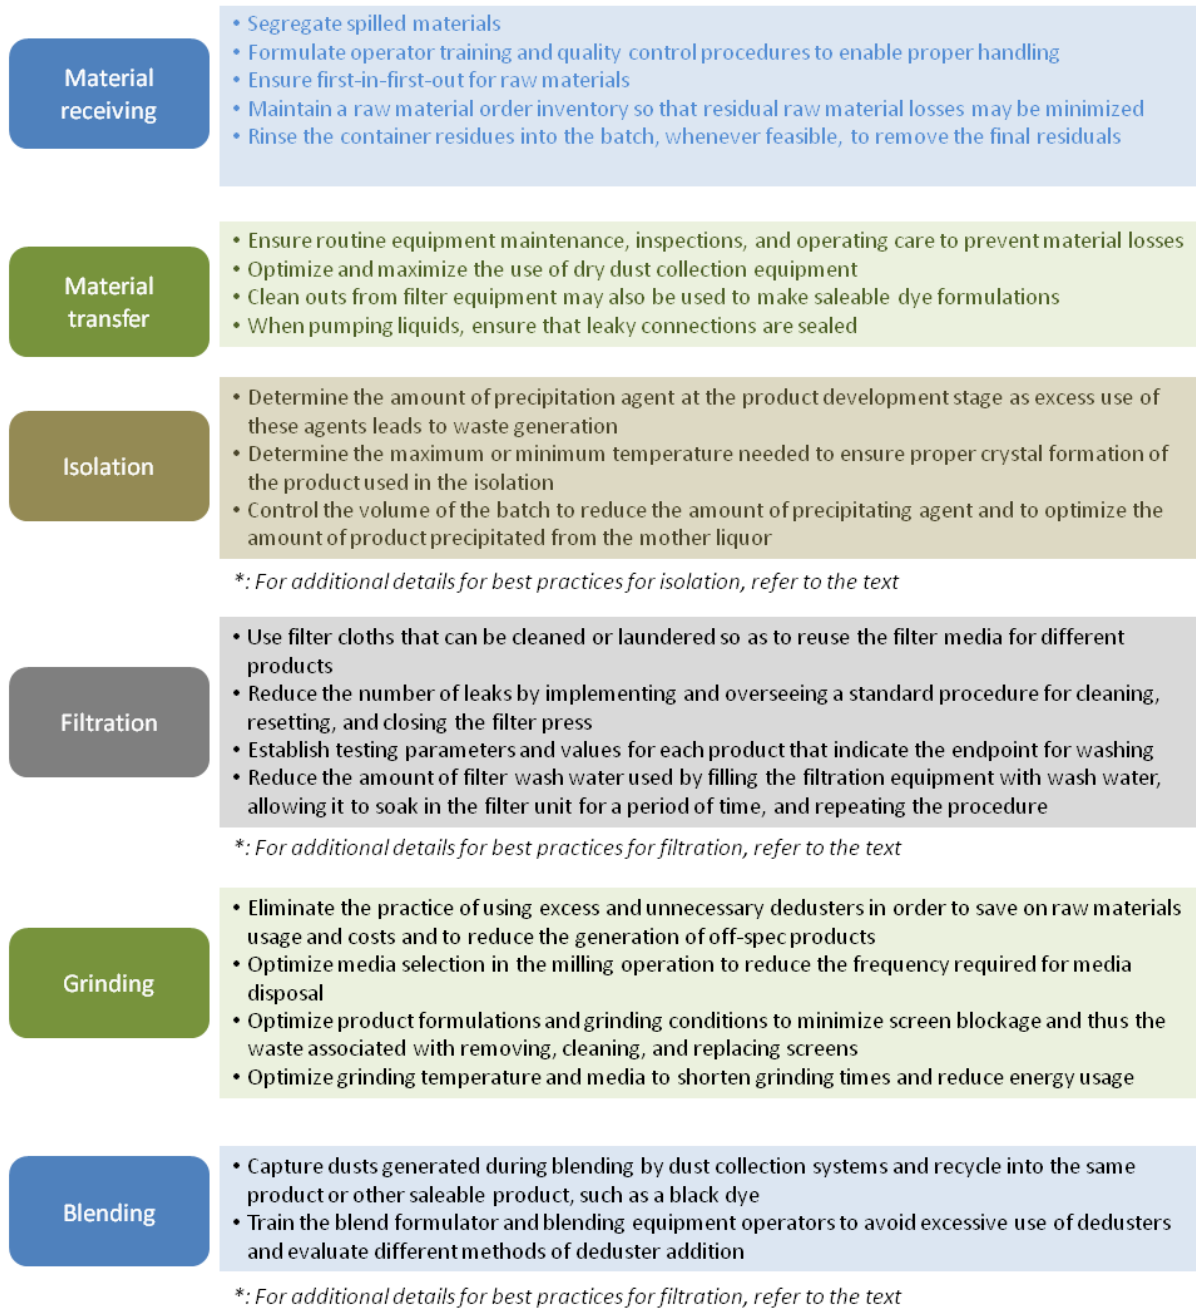 Material
receiving
• Segregate spilled materials
• Formulate operator training and quality control procedures to enable proper handling
• Ensure first-in-first-out for raw materials
• Maintain a raw material order inventory so that residual raw material losses may be minimized
• Rinse the container residues into the batch, whenever feasible, to remove the final residuals
Material
transfer
• Ensure routine equipment maintenance, inspections, and operating care to prevent material losses
• Optimize and maximize the use of dry dust collection equipment
• Clean outs from filter equipment may also be used to make saleable dye formulations
• When pumping liquids, ensure that leaky connections are sealed
Isolation
• Determine the amount of precipitation agent at the product development stage as excess use of
these agents leads to waste generation
• Determine the maximum or minimum temperature needed to ensure proper crystal formation of
the product used in the isolation
• Control the volume of the batch to reduce the amount of precipitating agent and to optimize the
amount of product precipitated from the mother liquor
*: For additional details for best practices for isolation, refer to the text
Filtration
• Use filter cloths that can be cleaned or laundered so as to reuse the filter media for different
products
• Reduce the number of leaks by implementing and overseeing a standard procedure for cleaning,
resetting, and closing the filter press
• Establish testing parameters and values for each product that indicate the endpoint for washing
• Reduce the amount of filter wash water used by filling the filtration equipment with wash water,
allowing it to soak in the filter unit for a period of time, and repeating the procedure
*: For additional details for best practices for filtration, refer to the text
Grinding
• Eliminate the practice of using excess and unnecessary dedusters in order to save on raw materials
usage and costs and to reduce the generation of off-spec products
• Optimize media selection in the milling operation to reduce the frequency required for media
disposal
• Optimize product formulations and grinding conditions to minimize screen blockage and thus the
waste associated with removing, cleaning, and replacing screens
• Optimize grinding temperature and media to shorten grinding times and reduce energy usage
Blending
• Capture dusts generated during blending by dust collection systems and recycle into the same
product or other saleable product, such as a black dye
• Train the blend formulator and blending equipment operators to avoid excessive use of dedusters
and evaluate different methods of deduster addition
*: For additional details for best practices for filtration, refer to the text